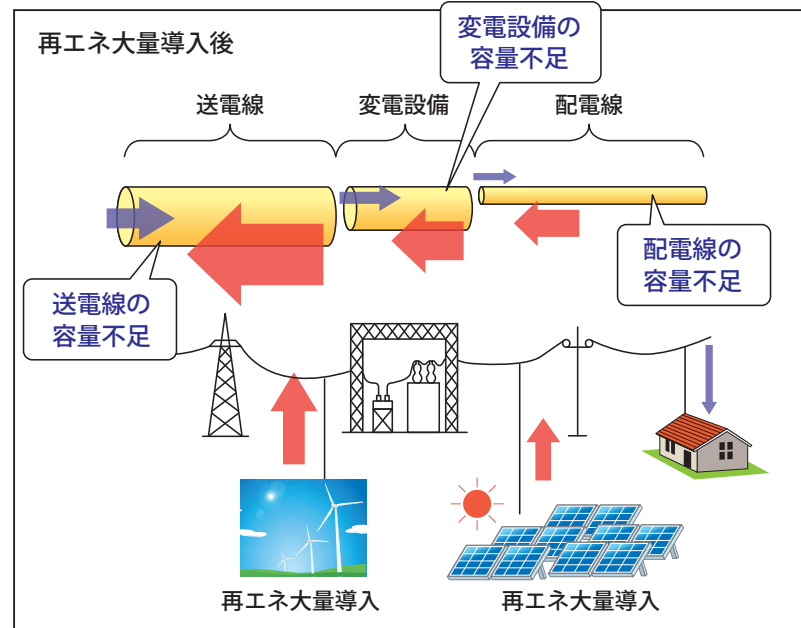 再エネ大量導入後
変電設備の
容量不足
送電線
変電設備
配電線
配電線の
容量不足
送電線の
容量不足
再エネ大量導入
再エネ大量導入